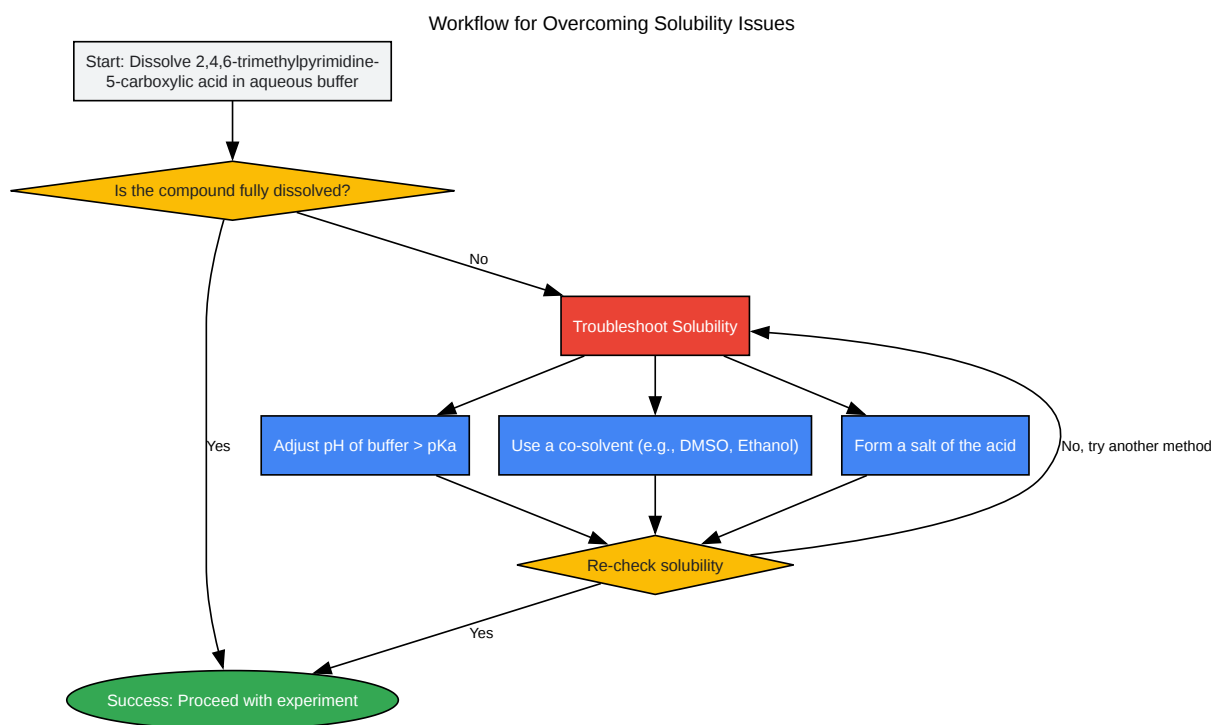 Workflow for Overcoming Solubility Issues
Start: Dissolve 2,4,6-trimethylpyrimidine-
5-carboxylic acid in aqueous buffer
Is the compound fully dissolved?
No
Troubleshoot Solubility
Yes
Adjust pH of buffer > pKa
Use a co-solvent (e.g., DMSO, Ethanol)
Form a salt of the acid
No, try another method
Re-check solubility
Yes
Success: Proceed with experiment